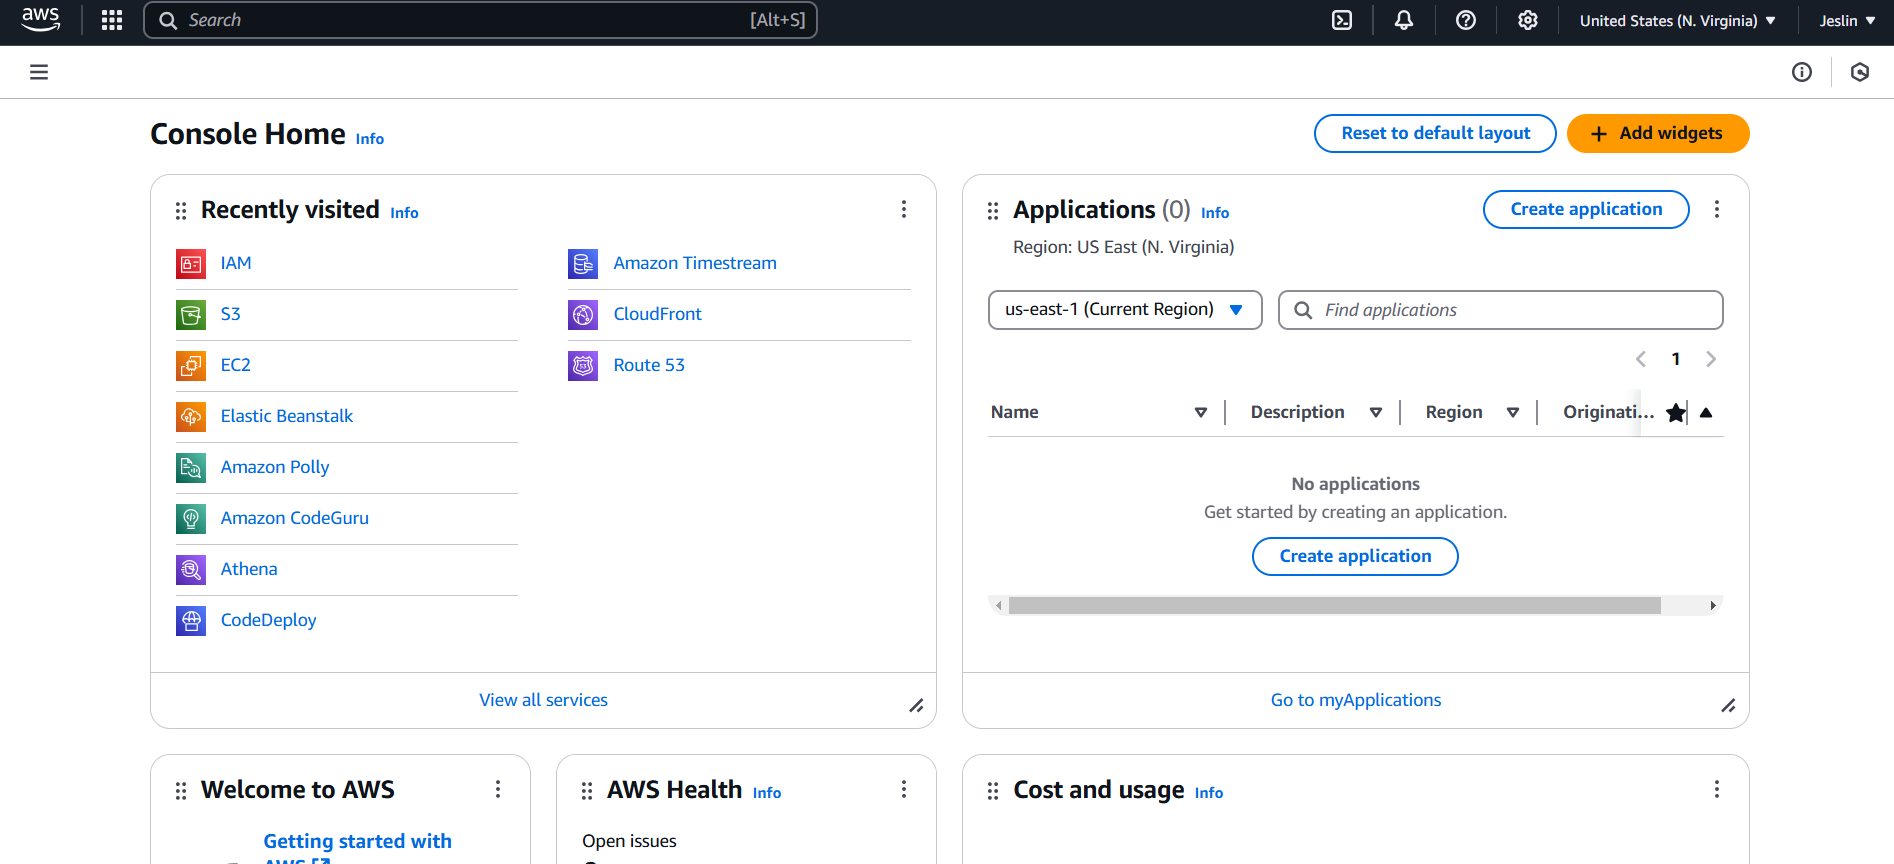 aws
Search [Alt+S]
United States (N. Virginia)
Jeslin
Console Home Info
Reset to default layout
Add widgets
Recently visited Info
IAM
S3
EC2
Elastic Beanstalk
Amazon Polly
Amazon CodeGuru
Athena
CodeDeploy
Amazon Timestream
CloudFront
Route 53
View all services
Applications (0) Info
Create application
Region: US East (N. Virginia)
us-east-1 (Current Region)
Find applications
1
Name Description Region Originati...
No applications
Get started by creating an application.
Create application
Go to myApplications
Welcome to AWS
Getting started with
AWS
AWS Health Info
Open issues
Cost and usage Info